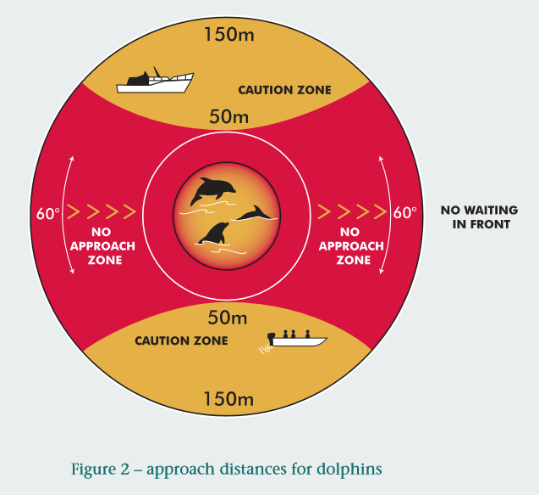 150m
CAUTION ZONE
50m
60°
NO
APPROACH
ZONE
60°
NO
APPROACH
ZONE
NO WAITING
IN FRONT
50m
CAUTION ZONE
150m
Figure 2 – approach distances for dolphins